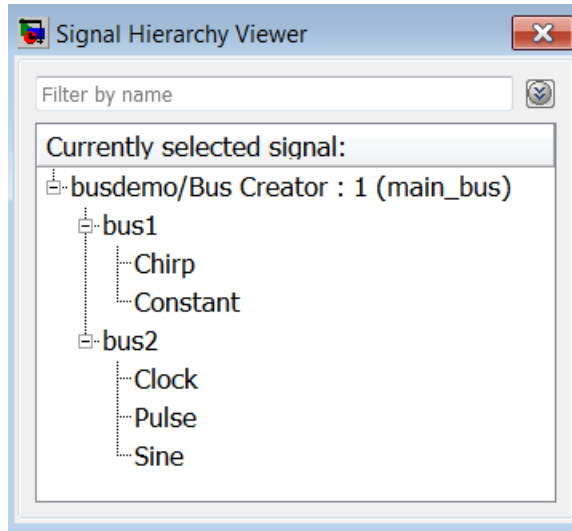 Signal Hierarchy Viewer
Filter by name
Currently selected signal:
busdemo/Bus Creator : 1 (main_bus)
bus1
Chirp
Constant
bus2
Clock
Pulse
Sine